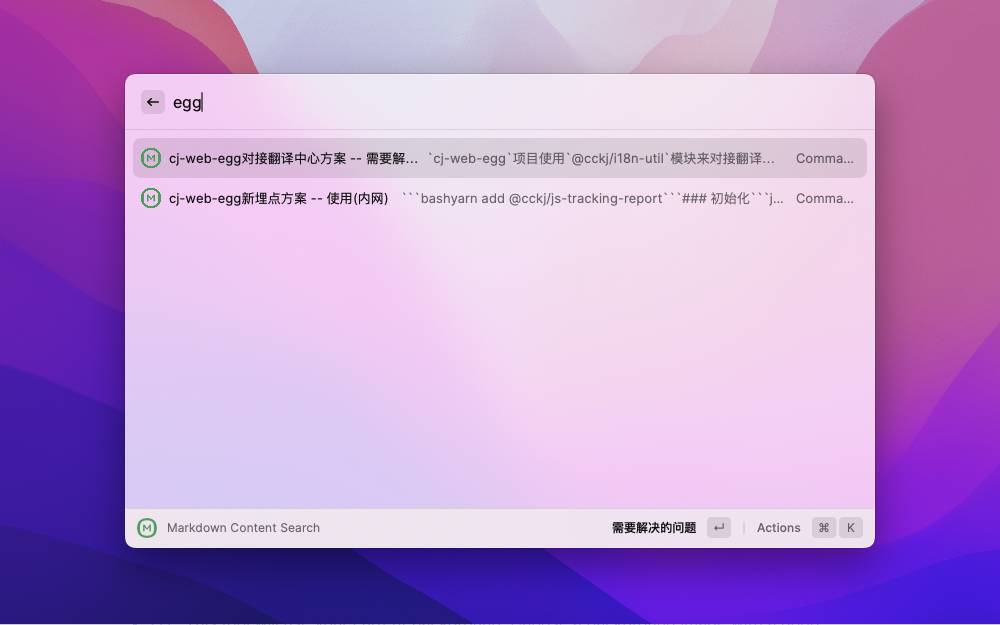 egg
cj-web-egg对接翻译中心方案 -- 需要解... `cj-web-egg`项目使用`@cckj/i18n-util`模块来对接翻译... Comma...
cj-web-egg新埋点方案 -- 使用(内网) ```bashyarn add @cckj/js-tracking-report```### 初始化```j... Comma...
M Markdown Content Search 需要解决的问题 ↵ | Actions ⌘ K